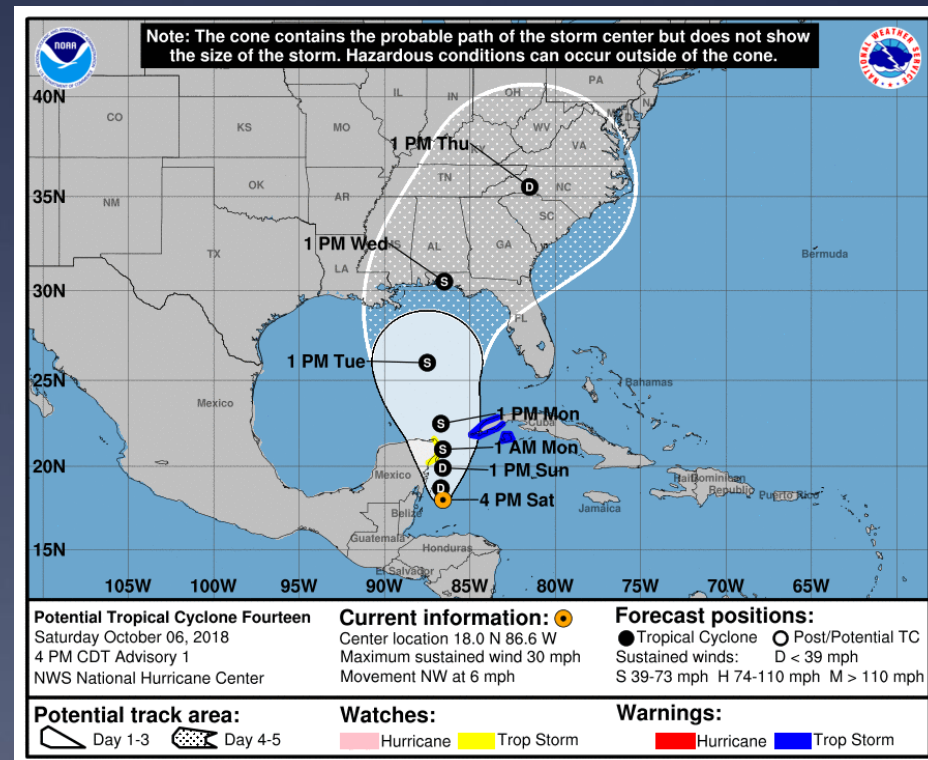 Note: The cone contains the probable path of the storm center but does not show
the size of the storm. Hazardous conditions can occur outside of the cone.
NOAA
NATIONAL WEATHER SERVICE
40N
35N
30N
25N
20N
15N
105W
100W
95W
90W
85W
80W
75W
70W
65W
CO
KS
MO
IL
IN
OH
PA
WV
VA
DE
KY
NM
OK
AR
TN
NC
SC
TX
LA
AL
GA
FL
Bermuda
Mexico
Bahamas
Cuba
Mexico
Belize
Jamaica
Haiti
Dominican
Republic
Puerto Rico
Guatemala
Honduras
El Salvador
1 PM Thu
D
1 PM Wed
S
1 PM Tue
S
1 PM Mon
S
1 AM Mon
S
1 PM Sun
D
D
4 PM Sat
Potential Tropical Cyclone Fourteen
Saturday October 06, 2018
4 PM CDT Advisory 1
NWS National Hurricane Center
Current information:
Center location 18.0 N 86.6 W
Maximum sustained wind 30 mph
Movement NW at 6 mph
Forecast positions:
Tropical Cyclone Post/Potential TC
Sustained winds: D < 39 mph
S 39-73 mph H 74-110 mph M > 110 mph
Potential track area:
Day 1-3 Day 4-5
Watches:
Hurricane Trop Storm
Warnings:
Hurricane Trop Storm